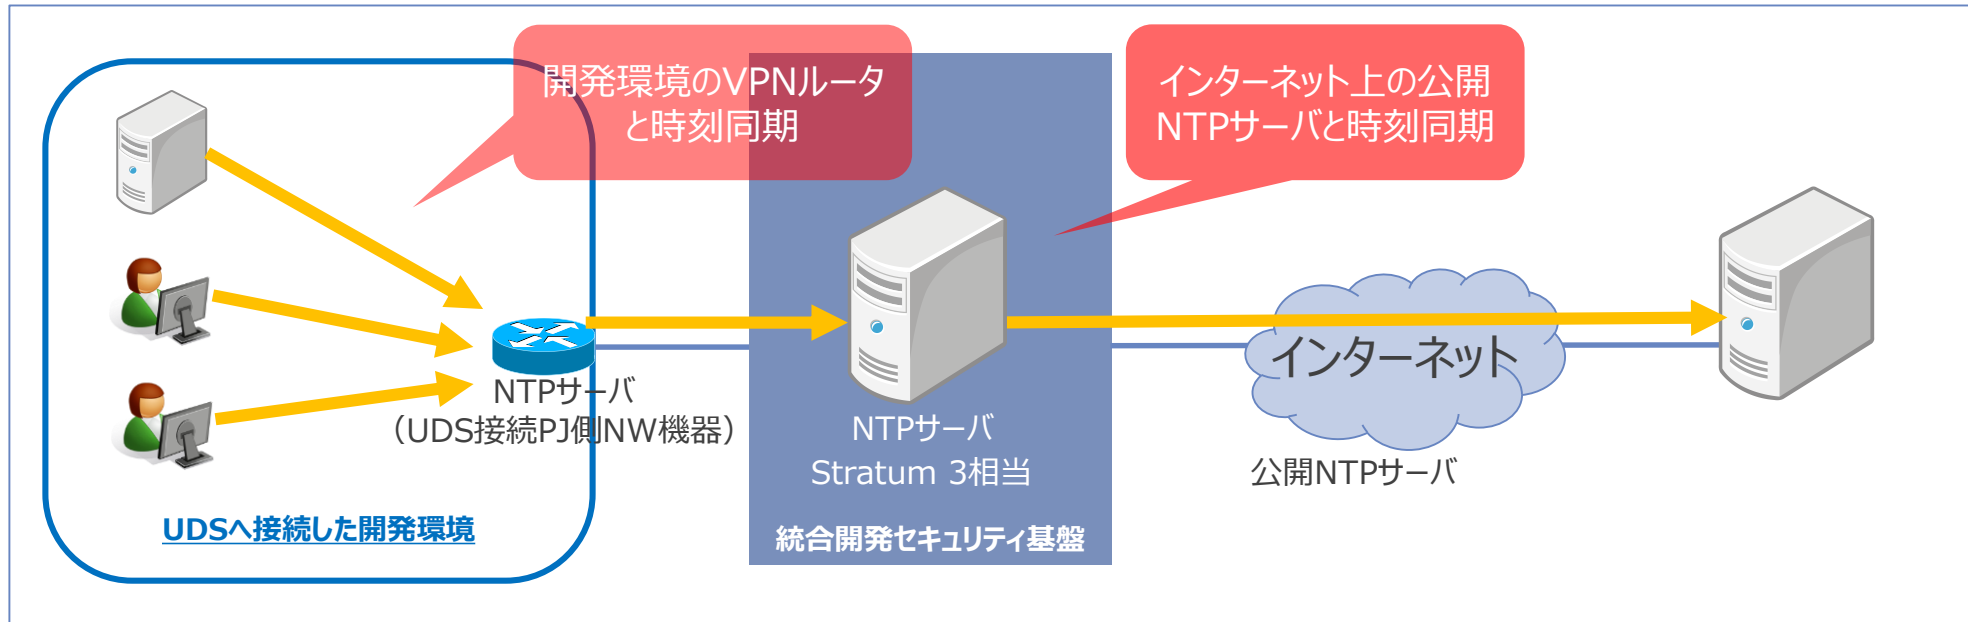 開発環境のVPNルータ
と時刻同期
インターネット上の公開
NTPサーバと時刻同期
NTPサーバ
（UDS接続PJ側NW機器）
UDSへ接続した開発環境
NTPサーバ
Stratum 3相当
統合開発セキュリティ基盤
インターネット
公開NTPサーバ